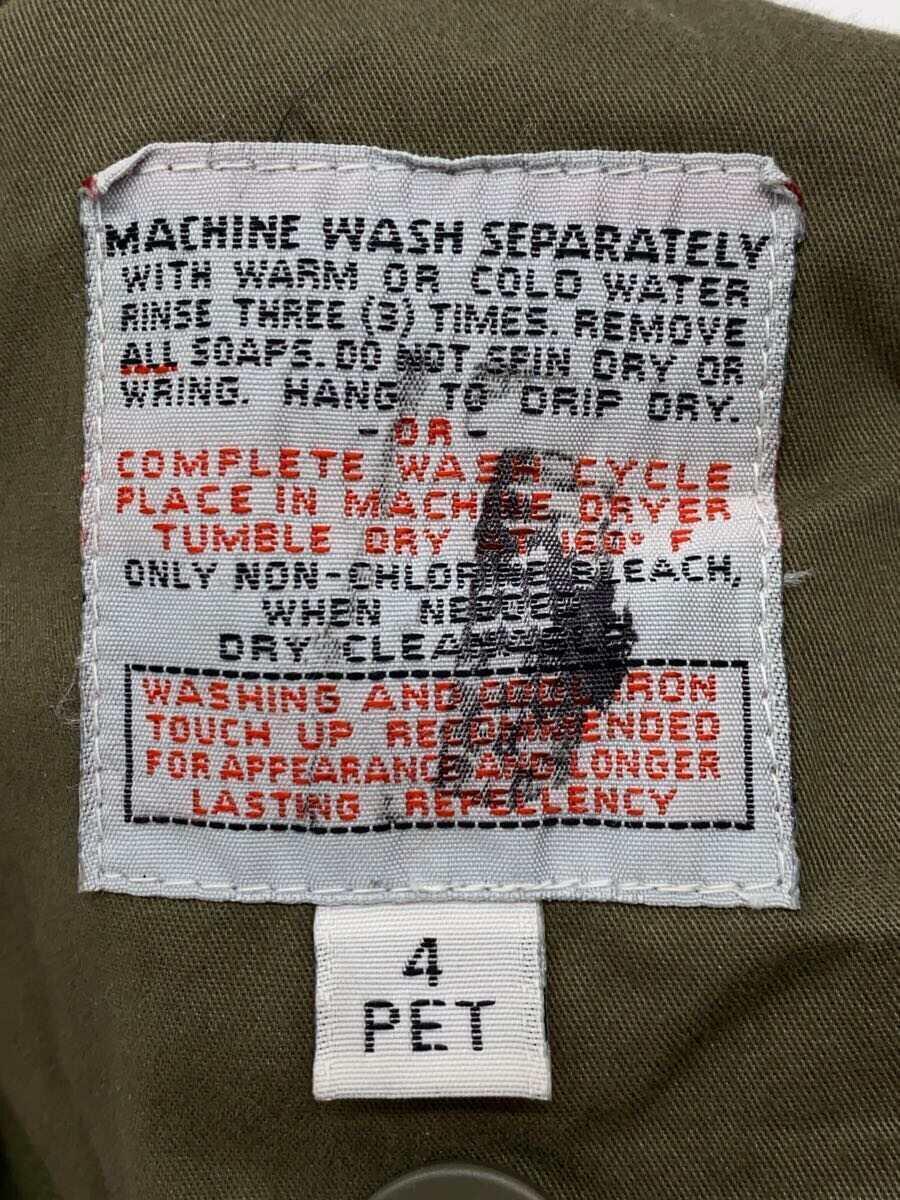 MACHINE WASH SEPARATELY
WITH WARM OR COLD WATER
RINSE THREE (3) TIMES. REMOVE
ALL SOAPS. DO NOT SPIN DRY OR
WRING. HANG TO DRIP DRY.
-OR-
COMPLETE WASH CYCLE
PLACE IN MACHINE DRYER
TUMBLE DRY AT 160° F
ONLY NON-CHLORINE BLEACH,
WHEN NEEDED
DRY
WASHING AND COOL IRON
TOUCH UP RECOMMENDED
FOR APPEARANCE AND LONGER
LASTING REPELLENCY
4
PET